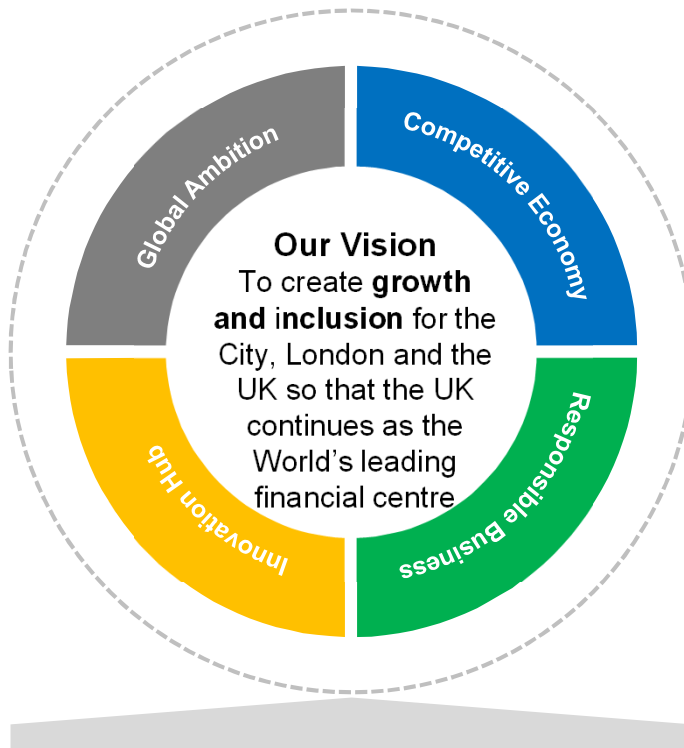 Global Ambition
Competitive Economy
Our Vision
To create growth
and inclusion for the
City, London and the
UK so that the UK
continues as the
World's leading
financial centre
Innovation Hub
Responsible Business